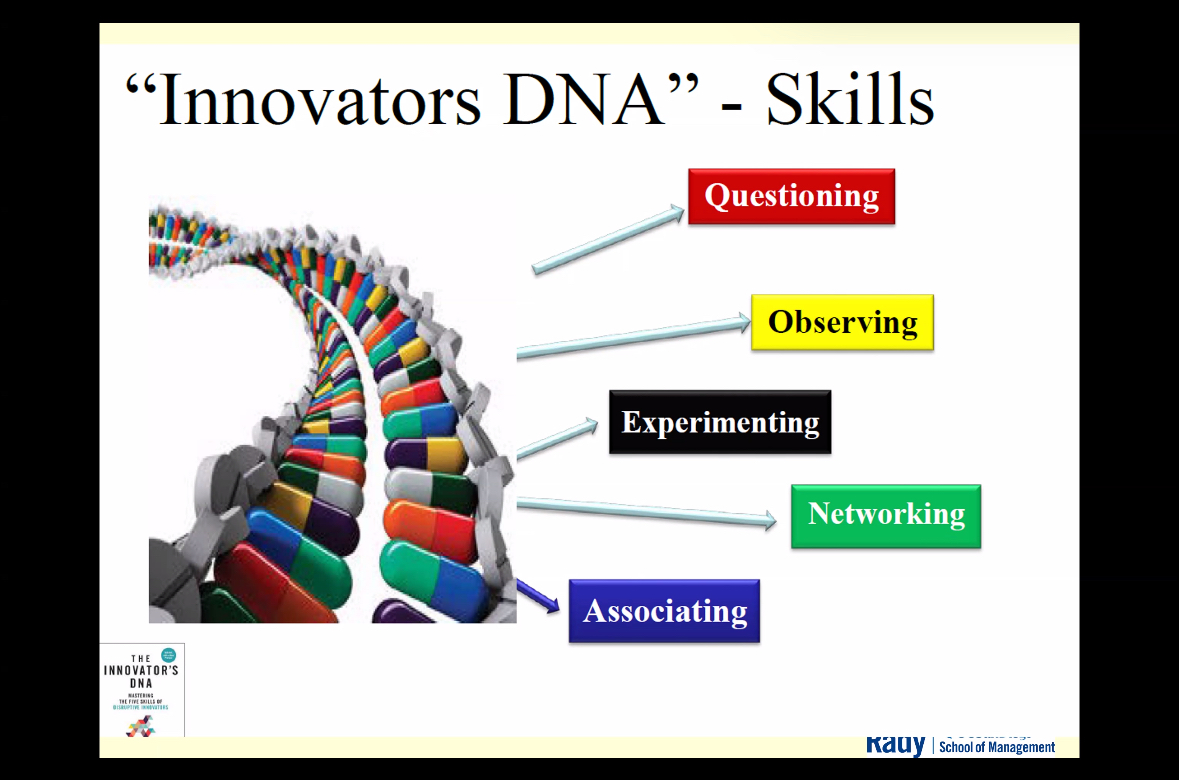 “Innovators DNA” - Skills
Questioning
Observing
Experimenting
Networking
Associating
THE
INNOVATOR'S
DNA
MASTERING
THE FIVE SKILLS OF
DISRUPTIVE INNOVATORS
Rady
School of Management